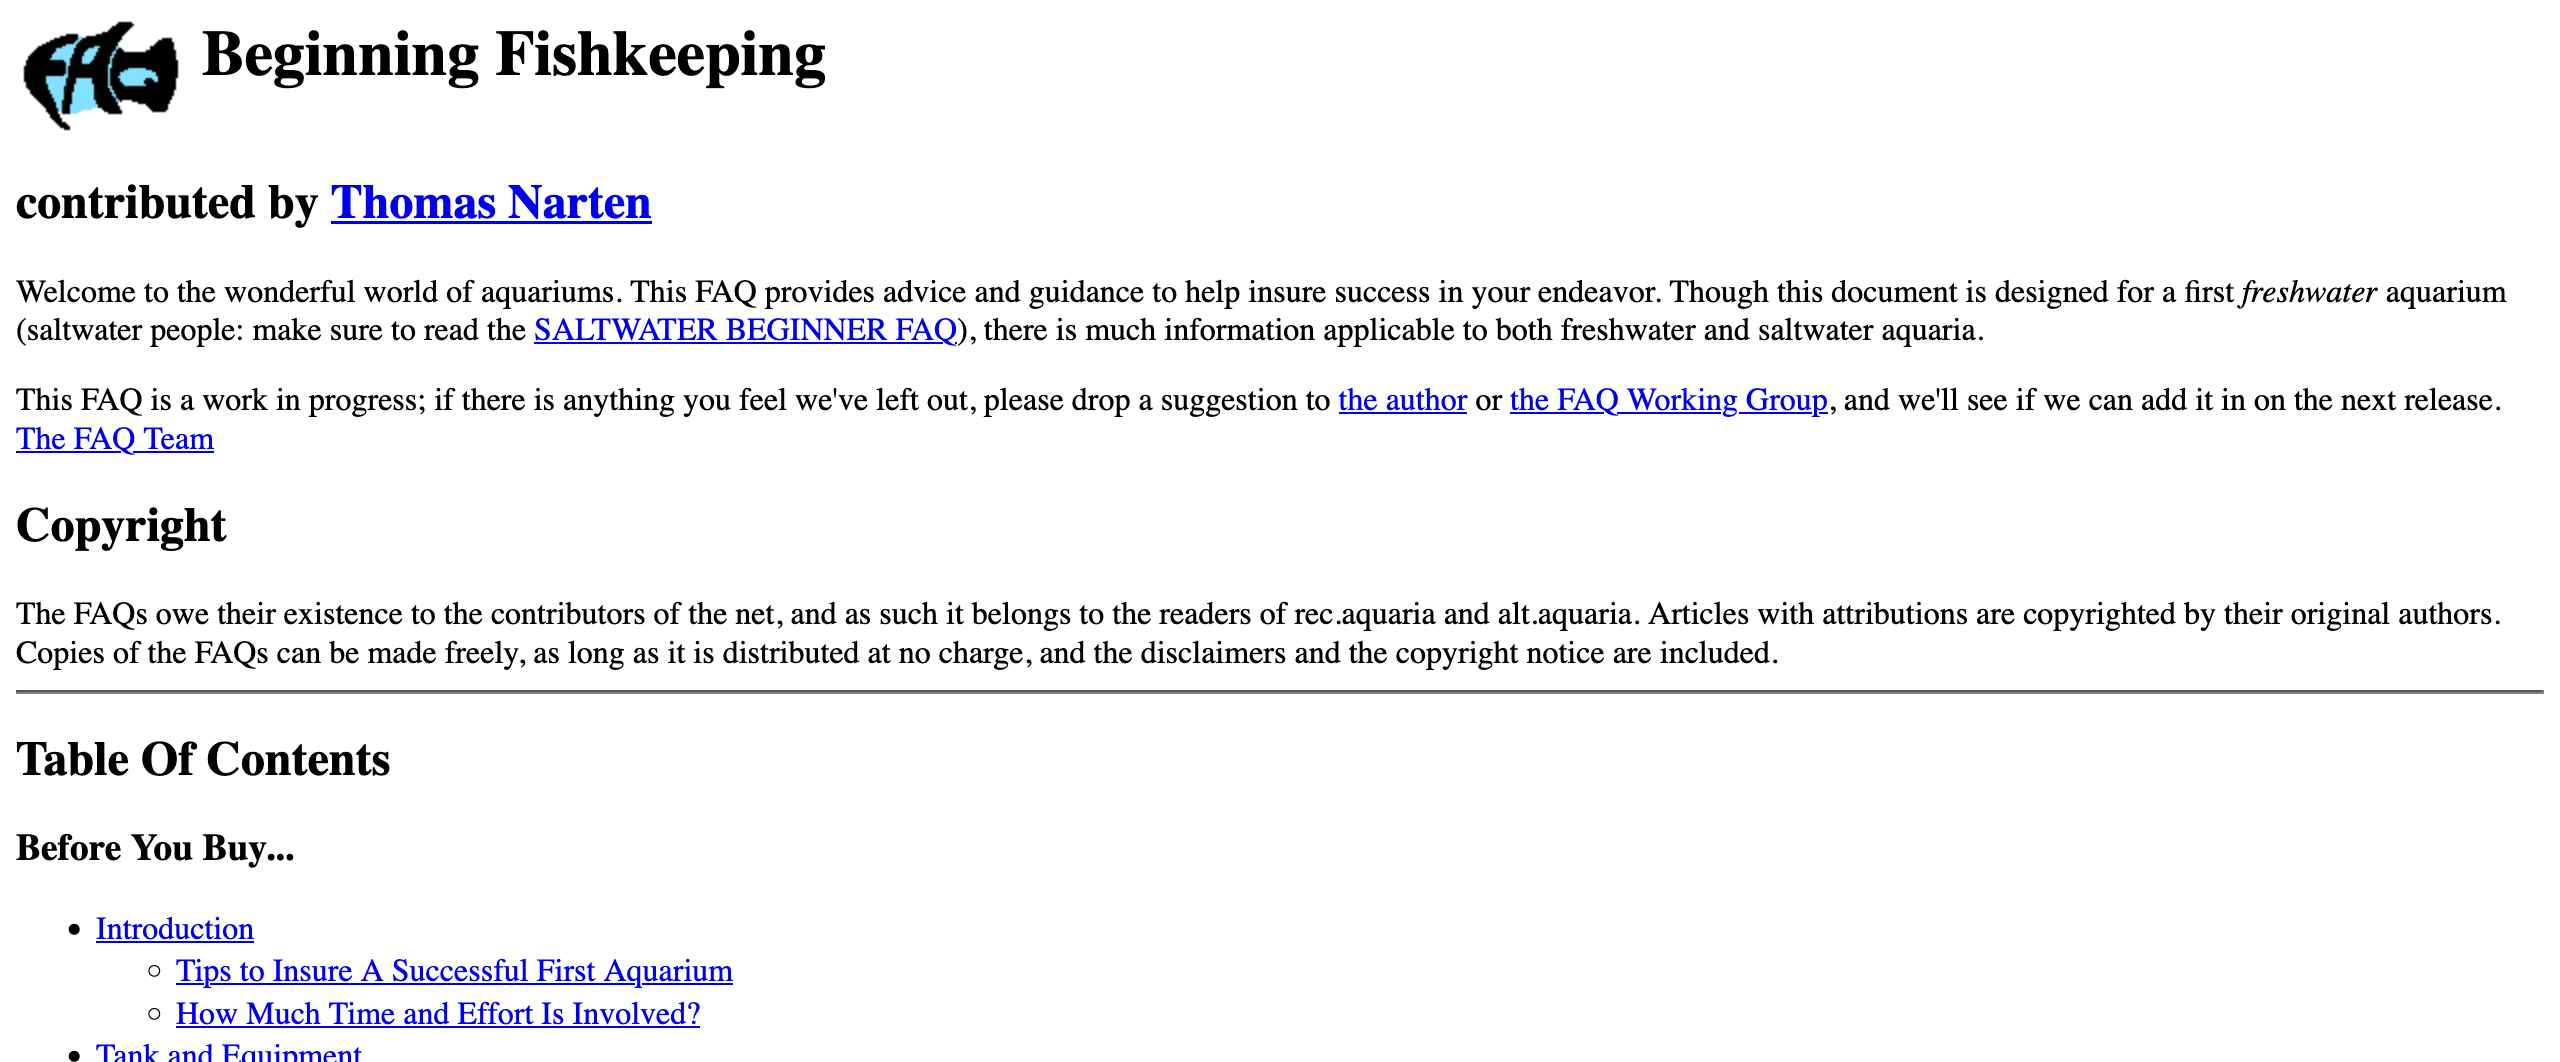 FAQ
Beginning Fishkeeping
contributed by Thomas Narten
Welcome to the wonderful world of aquariums. This FAQ provides advice and guidance to help insure success in your endeavor. Though this document is designed for a first freshwater aquarium
(saltwater people: make sure to read the SALTWATER BEGINNER FAQ), there is much information applicable to both freshwater and saltwater aquaria.
This FAQ is a work in progress; if there is anything you feel we've left out, please drop a suggestion to the author or the FAQ Working Group, and we'll see if we can add it in on the next release.
The FAQ Team
Copyright
The FAQs owe their existence to the contributors of the net, and as such it belongs to the readers of rec.aquaria and alt.aquaria. Articles with attributions are copyrighted by their original authors.
Copies of the FAQs can be made freely, as long as it is distributed at no charge, and the disclaimers and the copyright notice are included.
Table Of Contents
Before You Buy...
Introduction
Tips to Insure A Successful First Aquarium
How Much Time and Effort Is Involved?
Tank and Equipment